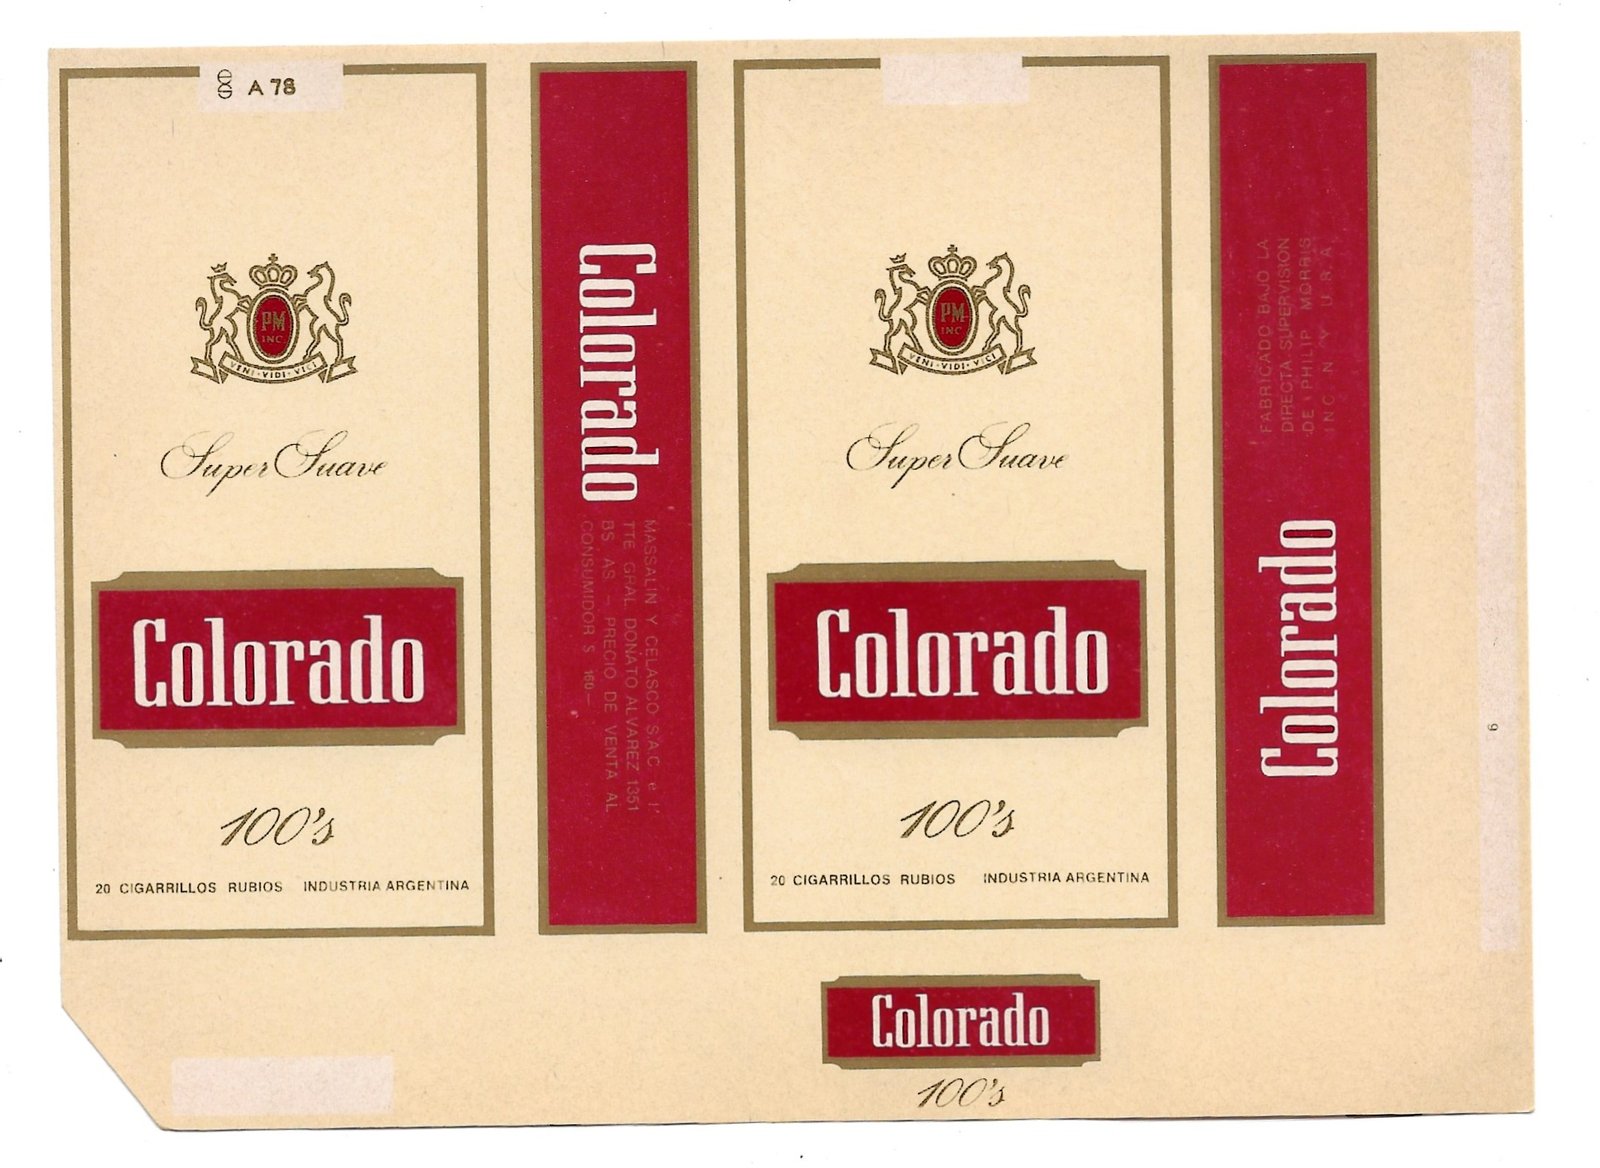 A 78
PM
INC.
VENI·VIDI·VICI
Super Suave
Colorado
100's
20 CIGARRILLOS RUBIOS INDUSTRIA ARGENTINA
Colorado
MASSALIN Y CELASCO S.A.C. e I.
TTE GRAL DONATO ALVAREZ 1351
BS. AS. – PRECIO DE VENTA AL
CONSUMIDOR $ 160.—
PM
INC.
VENI·VIDI·VICI
Super Suave
Colorado
100's
20 CIGARRILLOS RUBIOS INDUSTRIA ARGENTINA
FABRICADO BAJO LA
DIRECTA SUPERVISION
DE PHILIP MORRIS
INC N Y U S A
Colorado
6
Colorado
100's